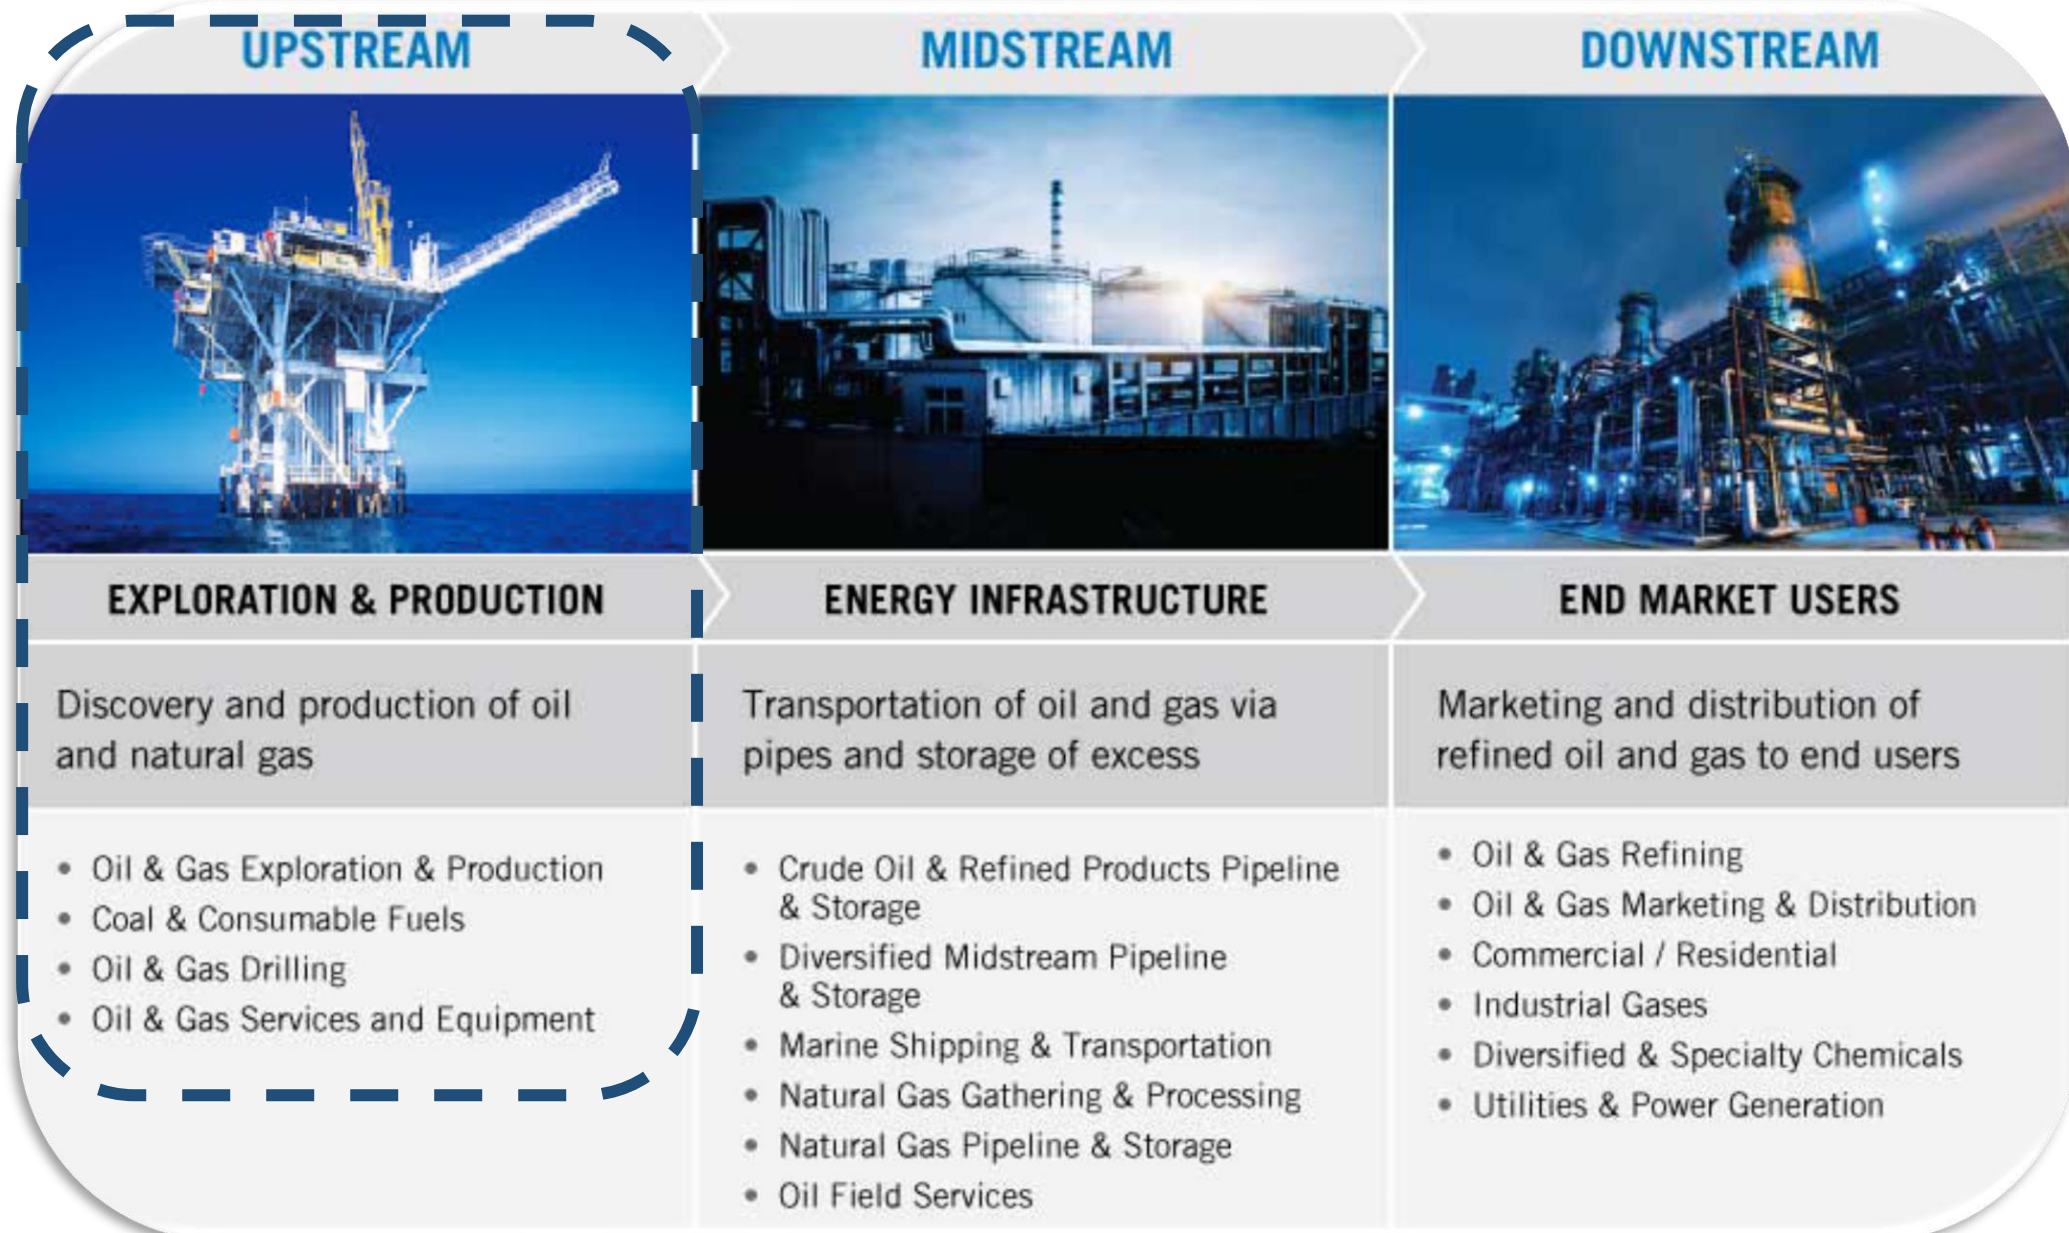 UPSTREAM
MIDSTREAM
DOWNSTREAM
EXPLORATION & PRODUCTION
ENERGY INFRASTRUCTURE
END MARKET USERS
Discovery and production of oil
and natural gas
Transportation of oil and gas via
pipes and storage of excess
Marketing and distribution of
refined oil and gas to end users
• Oil & Gas Exploration & Production
• Coal & Consumable Fuels
• Oil & Gas Drilling
• Oil & Gas Services and Equipment
• Crude Oil & Refined Products Pipeline
& Storage
• Diversified Midstream Pipeline
& Storage
• Marine Shipping & Transportation
• Natural Gas Gathering & Processing
• Natural Gas Pipeline & Storage
• Oil Field Services
• Oil & Gas Refining
• Oil & Gas Marketing & Distribution
• Commercial / Residential
• Industrial Gases
• Diversified & Specialty Chemicals
• Utilities & Power Generation